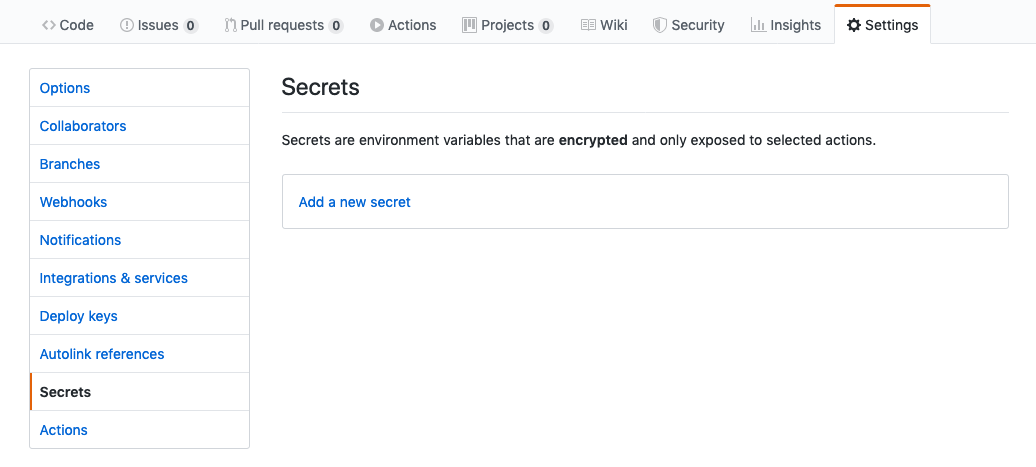 Code Issues 0 Pull requests 0 Actions Projects 0 Wiki Security Insights Settings
Options
Collaborators
Branches
Webhooks
Notifications
Integrations & services
Deploy keys
Autolink references
Secrets
Actions
Secrets
Secrets are environment variables that are encrypted and only exposed to selected actions.
Add a new secret